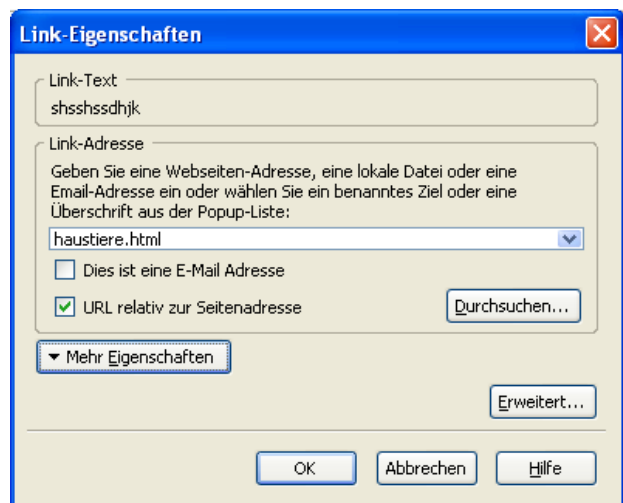 Link-Eigenschaften
Link-Text
shsshssdhjk
Link-Adresse
Geben Sie eine Webseiten-Adresse, eine lokale Datei oder eine
Email-Adresse ein oder wählen Sie ein benanntes Ziel oder eine
Überschrift aus der Popup-Liste:
haustiere.html
Dies ist eine E-Mail Adresse
URL relativ zur Seitenadresse
Durchsuchen...
Mehr Eigenschaften
Erweitert...
OK
Abbrechen
Hilfe